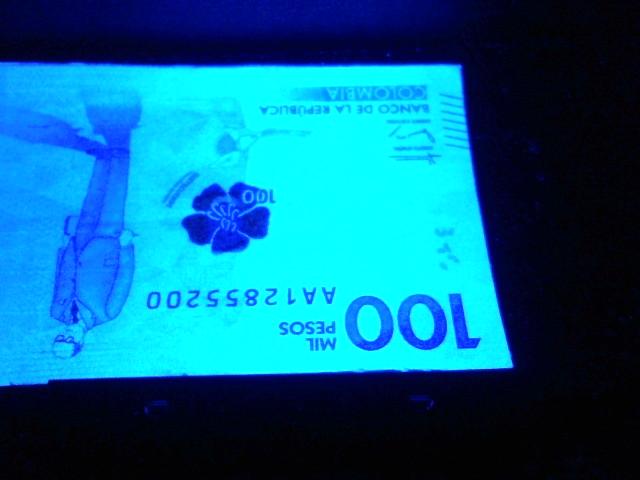 100
MIL
PESOS
AA12855200
100
BANCO DE LA REPÚBLICA
COLOMBIA